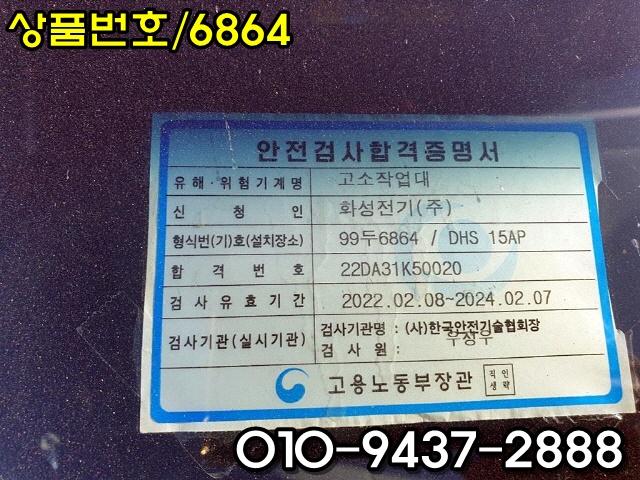 상품번호/6864
안전검사합격증명서
유해·위험기계명 고소작업대
신청인 화성전기(주)
형식번(기)호(설치장소) 99두6864 / DHS 15AP
합격번호 22DA31K50020
검사유효기간 2022.02.08~2024.02.07
검사기관(실시기관) 검사기관명 : (사)한국안전기술협회장
검사원 : 우상우
고용노동부장관 직인생략
010-9437-2888